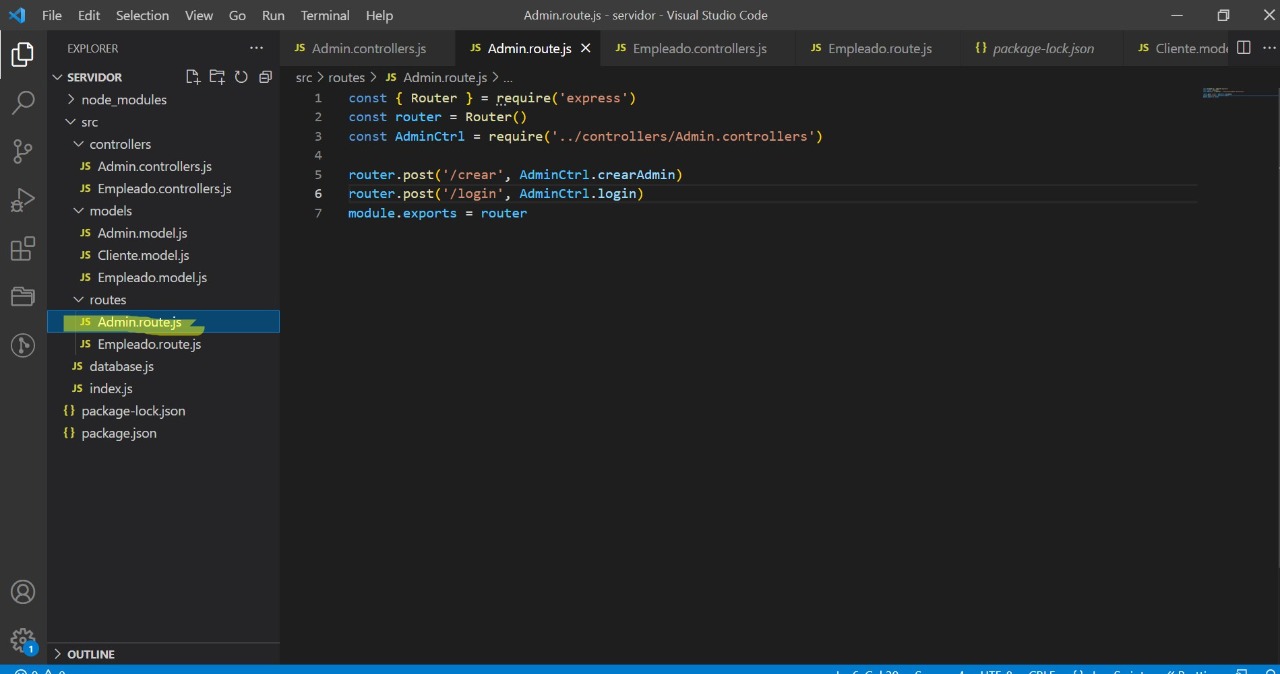 File Edit Selection View Go Run Terminal Help Admin.route.js - servidor - Visual Studio Code
EXPLORER
JS Admin.controllers.js JS Admin.route.js JS Empleado.controllers.js JS Empleado.route.js {} package-lock.json JS Cliente.mode
SERVIDOR
node_modules
src
controllers
JS Admin.controllers.js
JS Empleado.controllers.js
models
JS Admin.model.js
JS Cliente.model.js
JS Empleado.model.js
routes
JS Admin.route.js
JS Empleado.route.js
JS database.js
JS index.js
{} package-lock.json
{} package.json
OUTLINE
1
src > routes > JS Admin.route.js > ...
1 const { Router } = require('express')
2 const router = Router()
3 const AdminCtrl = require('../controllers/Admin.controllers')
4
5 router.post('/crear', AdminCtrl.crearAdmin)
6 router.post('/login', AdminCtrl.login)
7 module.exports = router